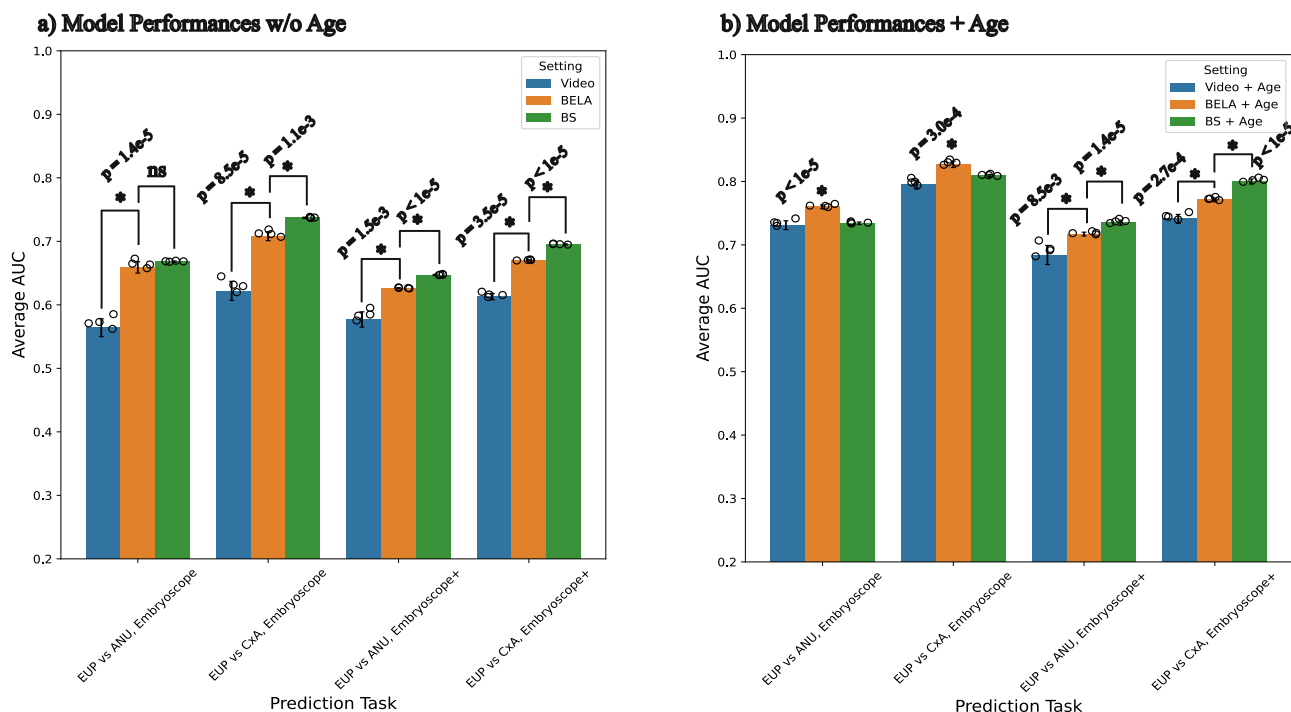 a) Model Performances w/o Age
1.0
0.9
0.8
0.7
0.6
0.5
0.4
0.3
0.2
Average AUC
Setting
Video
BELA
BS
p = 1.4e-5
*
ns
p = 8.5e-5
*
p = 1.1e-3
*
p = 1.5e-3
*
p < 1e-5
*
p = 3.5e-5
*
p < 1e-5
*
EUP vs ANU, Embryoscope
EUP vs CxA, Embryoscope
EUP vs ANU, Embryoscope+
EUP vs CxA, Embryoscope+
Prediction Task
b) Model Performances + Age
1.0
0.9
0.8
0.7
0.6
0.5
0.4
0.3
0.2
Average AUC
Setting
Video + Age
BELA + Age
BS + Age
p < 1e-5
*
p = 3.0e-4
*
p = 8.5e-3
*
p = 1.4e-5
*
p = 2.7e-4
*
p < 1e-5
*
EUP vs ANU, Embryoscope
EUP vs CxA, Embryoscope
EUP vs ANU, Embryoscope+
EUP vs CxA, Embryoscope+
Prediction Task